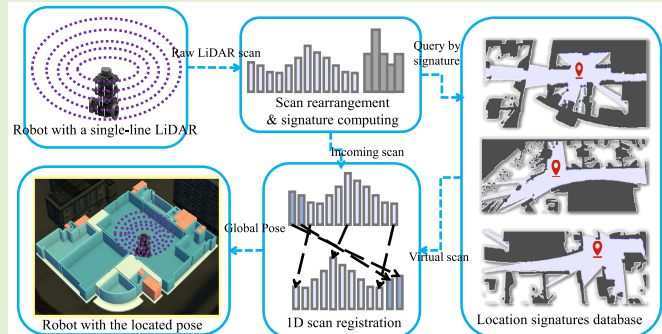 Raw LiDAR scan
Query by
signature
Robot with a single-line LiDAR
Scan rearrangement
& signature computing
Incoming scan
Global Pose
Virtual scan
Robot with the located pose
1D scan registration
Location signatures database